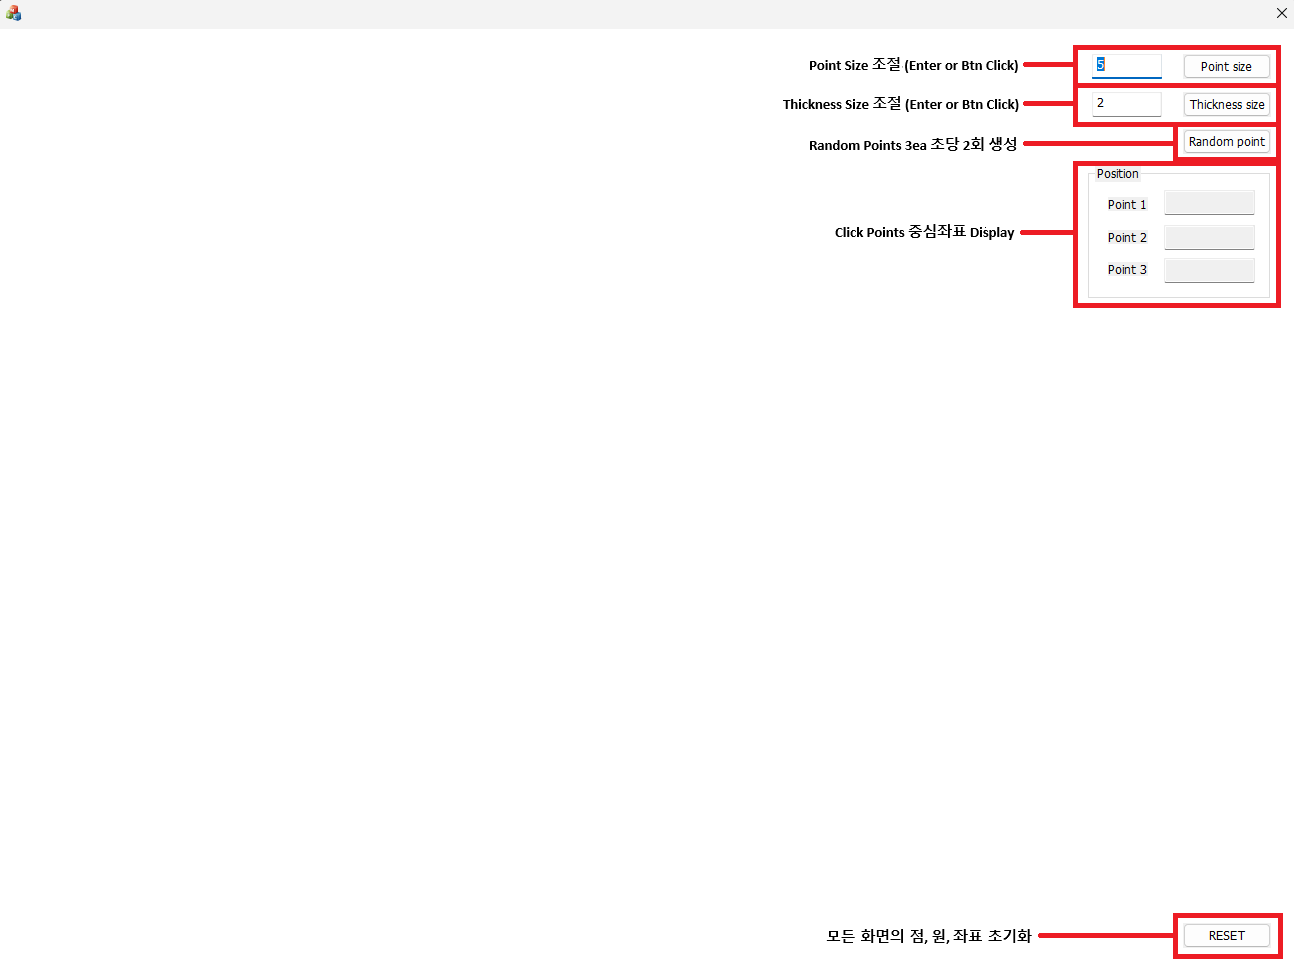 Point Size 조절 (Enter or Btn Click)
5
Point size
Thickness Size 조절 (Enter or Btn Click)
2
Thickness size
Random Points 3ea 초당 2회 생성
Random point
Position
Point 1
Click Points 중심좌표 Display
Point 2
Point 3
모든 화면의 점, 원, 좌표 초기화
RESET